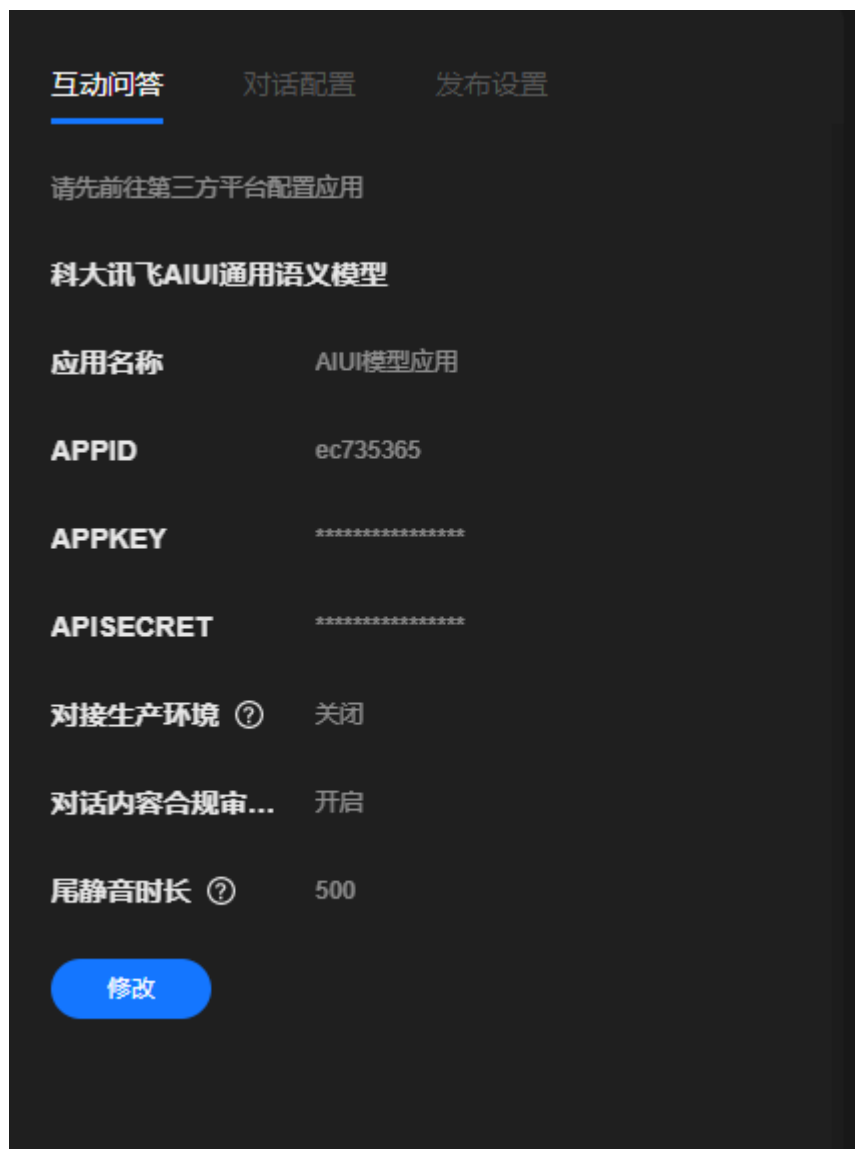 互动问答 对话配置 发布设置
请先前往第三方平台配置应用
科大讯飞AIUI通用语义模型
应用名称 AIUI模型应用
APPID ec735365
APPKEY ****************
APISECRET ****************
对接生产环境 ? 关闭
对话内容合规审... 开启
尾静音时长 ? 500
修改